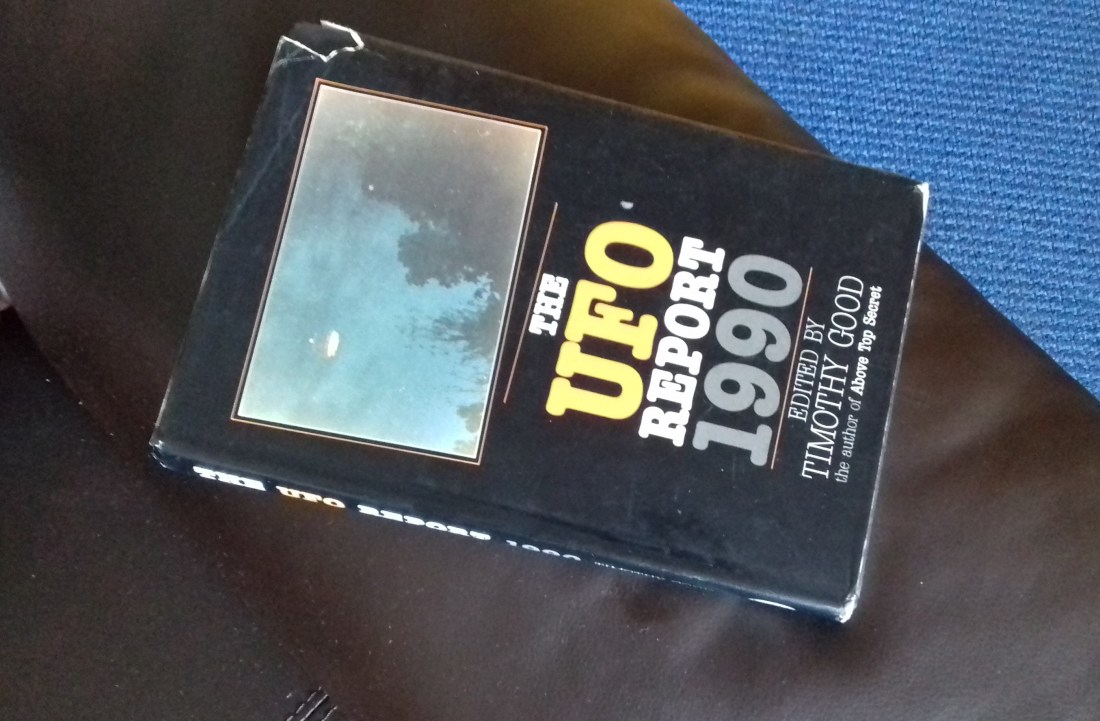 THE
UFO
REPORT
1990
EDITED BY
TIMOTHY GOOD
the author of Above Top Secret
THE UFO REPORT 1990